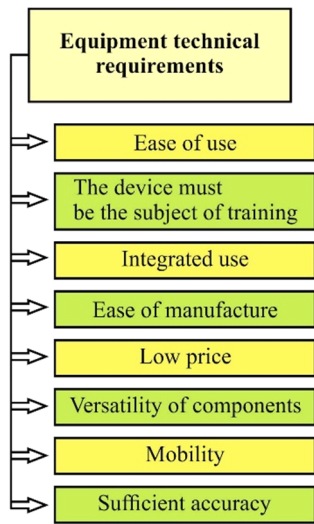 Equipment technical
requirements
Ease of use
The device must
be the subject of training
Integrated use
Ease of manufacture
Low price
Versatility of components
Mobility
Sufficient accuracy